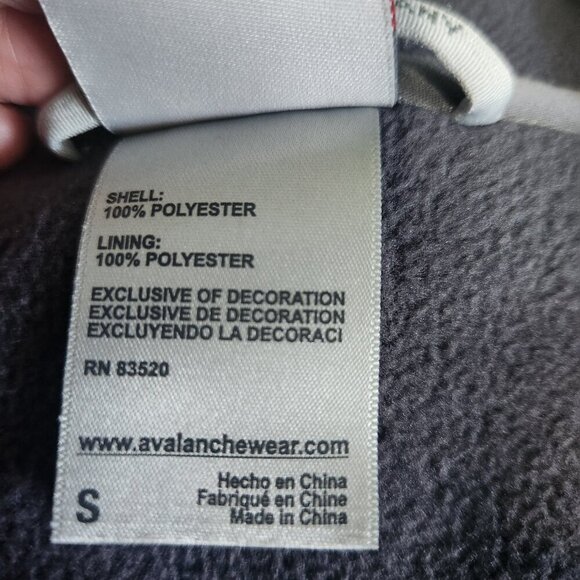 SHELL:
100% POLYESTER
LINING:
100% POLYESTER
EXCLUSIVE OF DECORATION
EXCLUSIVE DE DECORATION
EXCLUYENDO LA DECORACI
RN 83520
www.avalanchewear.com
S
Hecho en China
Fabriqué en Chine
Made in China